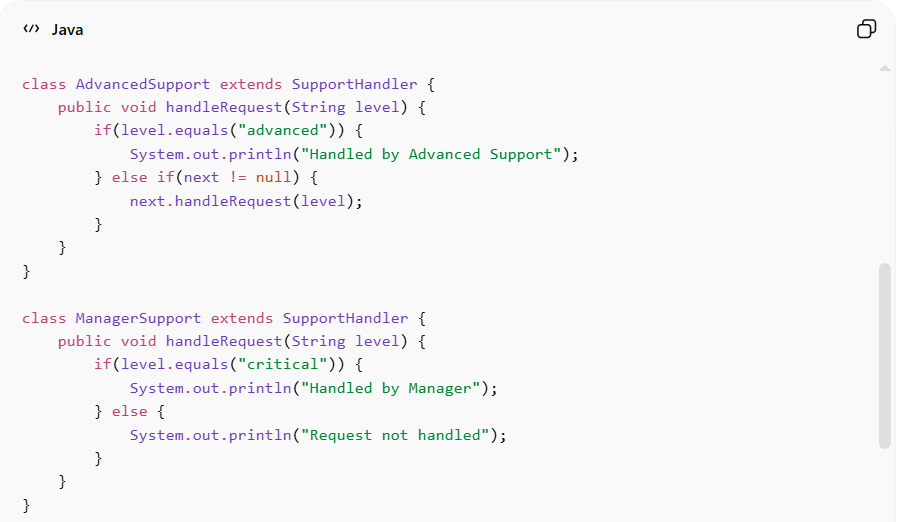 Java
class AdvancedSupport extends SupportHandler {
    public void handleRequest(String level) {
        if(level.equals("advanced")) {
            System.out.println("Handled by Advanced Support");
        } else if(next != null) {
            next.handleRequest(level);
        }
    }
}

class ManagerSupport extends SupportHandler {
    public void handleRequest(String level) {
        if(level.equals("critical")) {
            System.out.println("Handled by Manager");
        } else {
            System.out.println("Request not handled");
        }
    }
}